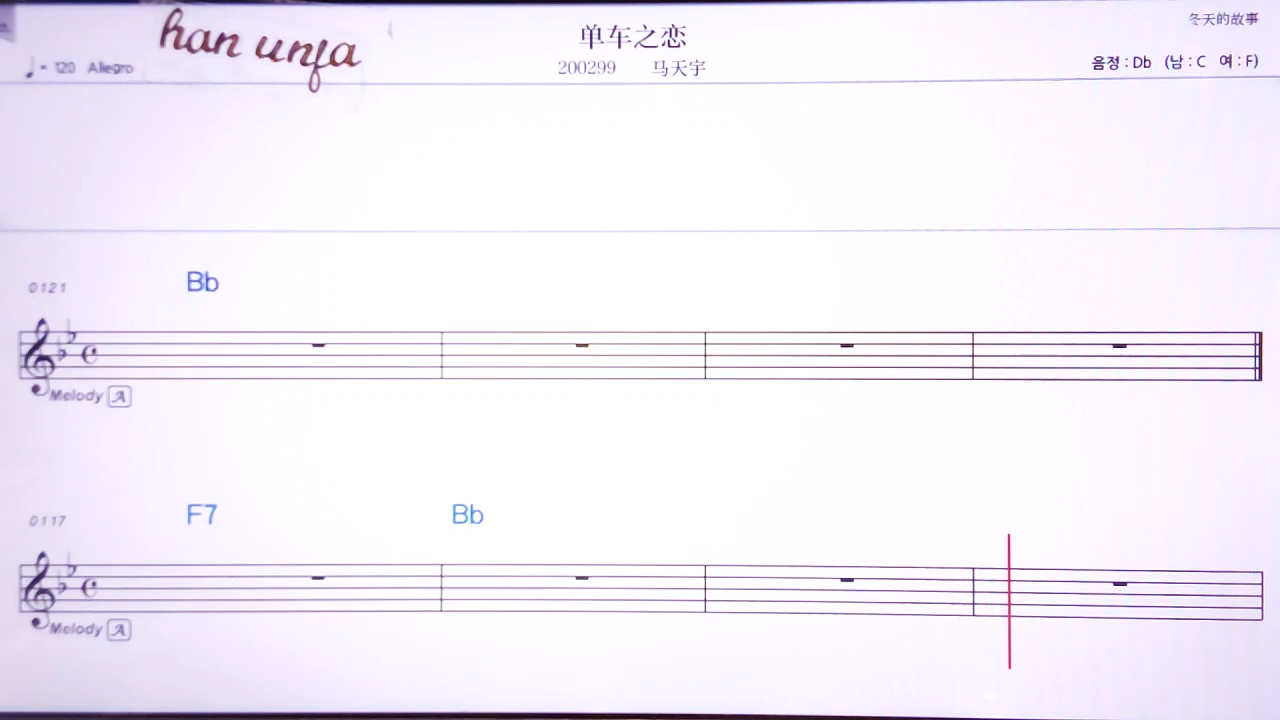 han unfa
单车之恋
冬天的故事
♩= 120 Allegro
200299 马天宇
음정 : Db (남 : C 여 : F)
0121
Bb
Melody A
0117
F7 Bb
Melody A